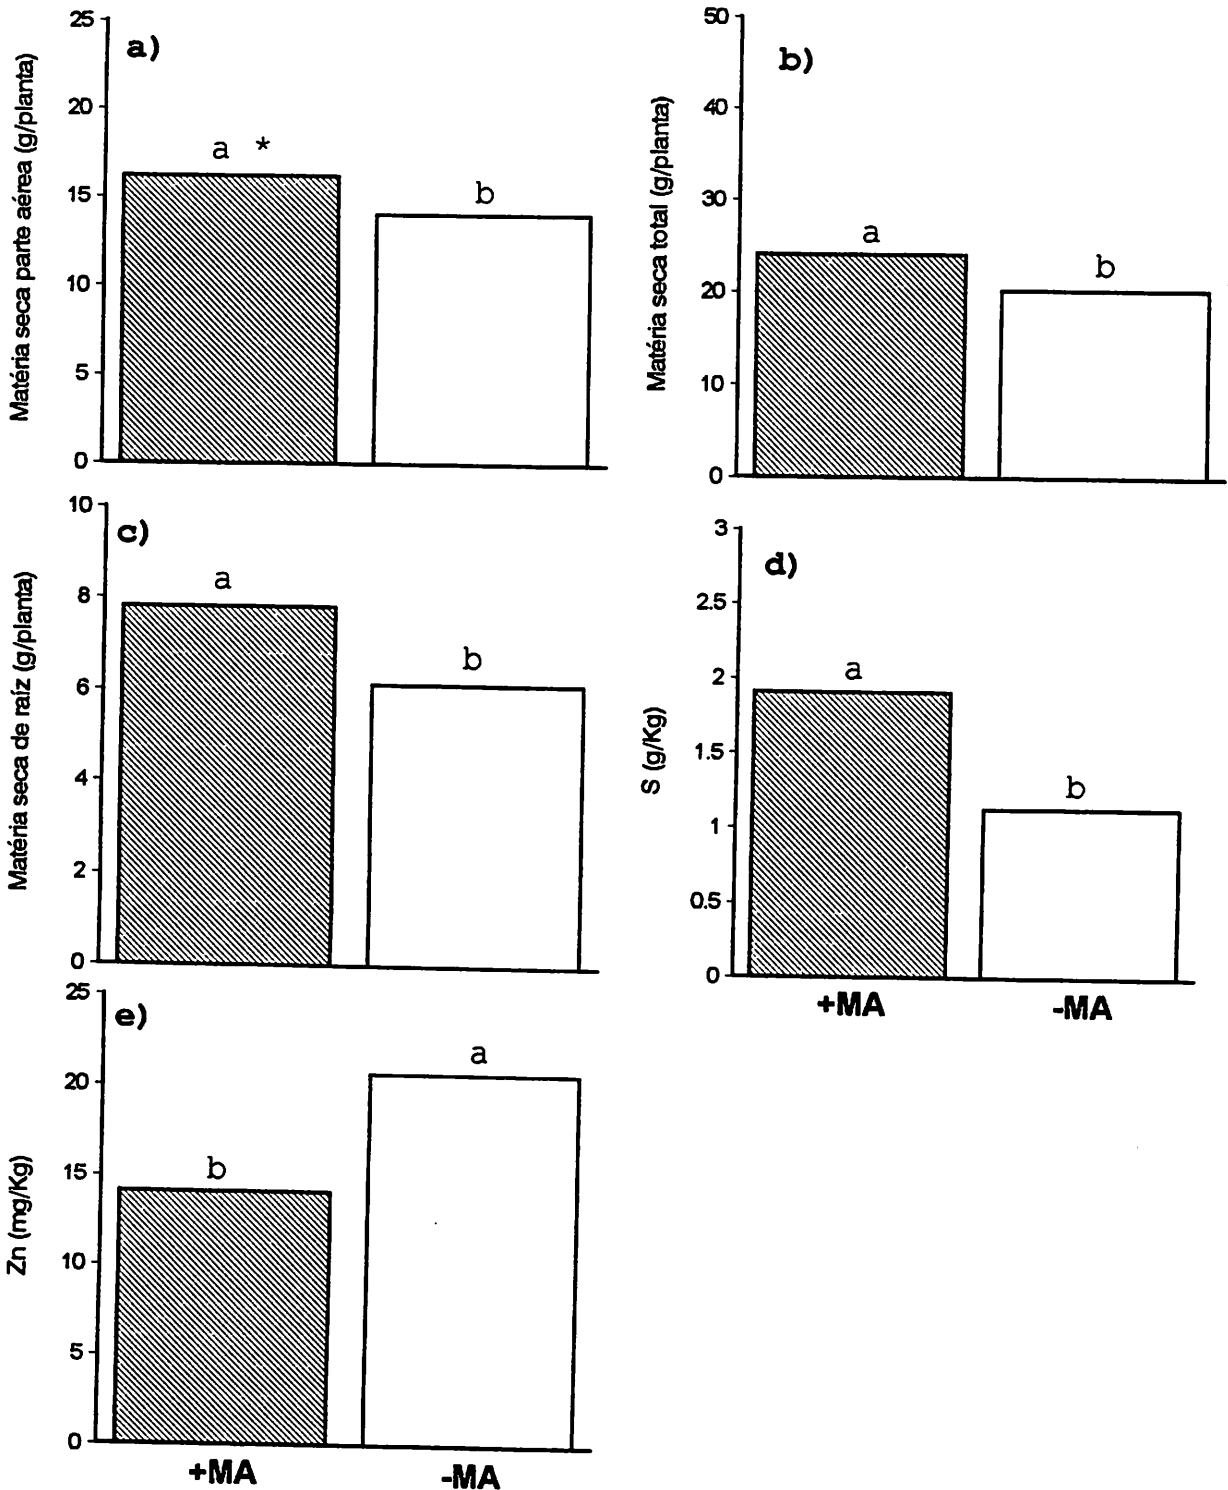 a)
Matéria seca parte aérea (g/planta)
25
20
15
10
5
0
a *
b
b)
Matéria seca total (g/planta)
50
40
30
20
10
0
a
b
c)
Matéria seca de raíz (g/planta)
10
8
6
4
2
0
a
b
d)
S (g/Kg)
3
2.5
2
1.5
1
0.5
0
a
b
+MA -MA
e)
Zn (mg/Kg)
25
20
15
10
5
0
b
a
+MA -MA